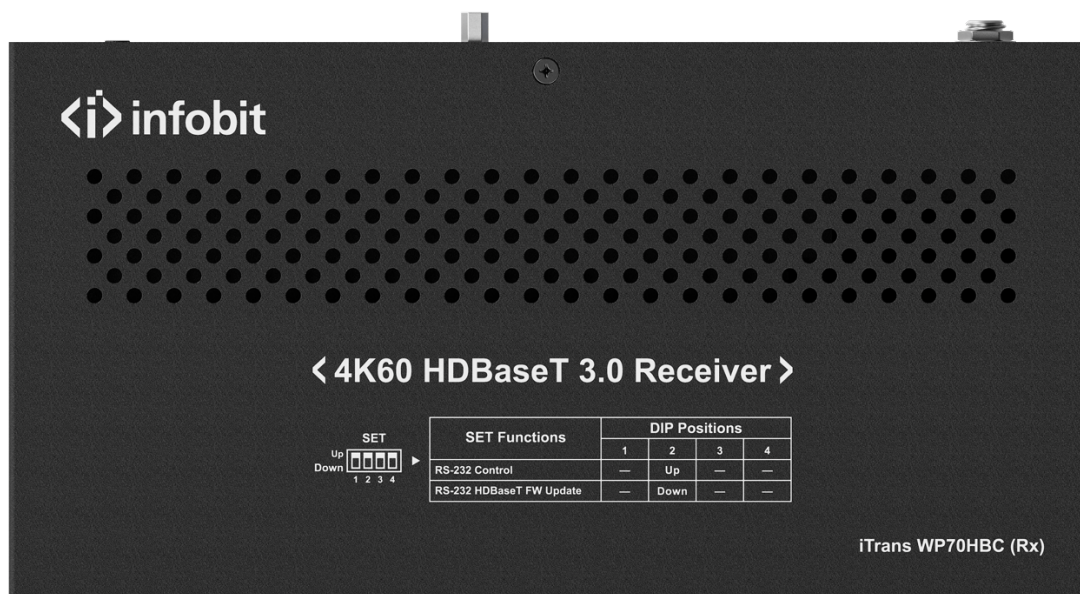 infobit
<4K60 HDBaseT 3.0 Receiver>
SET
Up
Down
1 2 3 4
SET Functions DIP Positions
1 2 3 4
RS-232 Control — Up — —
RS-232 HDBaseT FW Update — Down — —
iTrans WP70HBC (Rx)